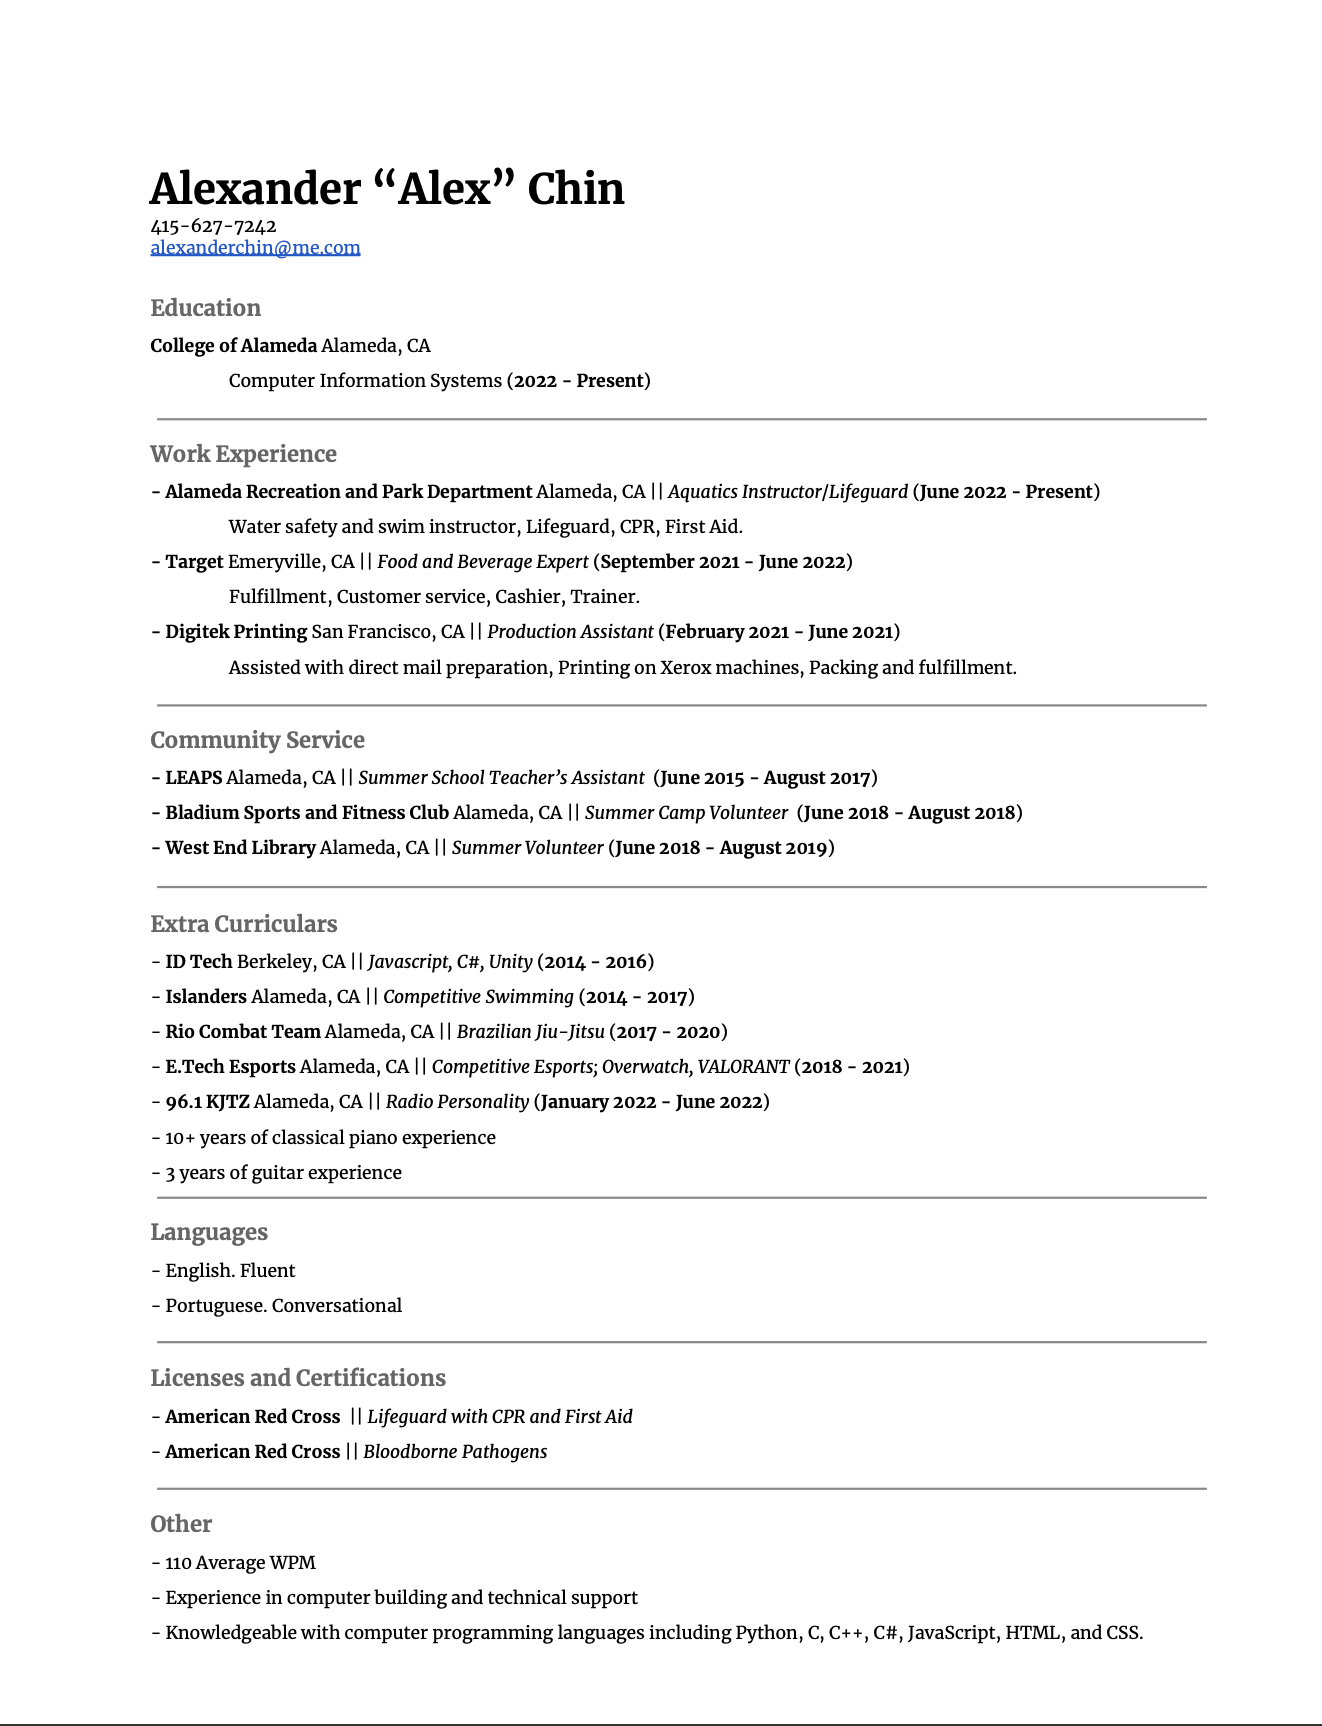 Alexander “Alex” Chin
415-627-7242
alexanderchin@me.com
Education
College of Alameda Alameda, CA
Computer Information Systems (2022 - Present)
Work Experience
- Alameda Recreation and Park Department Alameda, CA || Aquatics Instructor/Lifeguard (June 2022 - Present)
Water safety and swim instructor, Lifeguard, CPR, First Aid.
- Target Emeryville, CA || Food and Beverage Expert (September 2021 - June 2022)
Fulfillment, Customer service, Cashier, Trainer.
- Digitek Printing San Francisco, CA || Production Assistant (February 2021 - June 2021)
Assisted with direct mail preparation, Printing on Xerox machines, Packing and fulfillment.
Community Service
- LEAPS Alameda, CA || Summer School Teacher’s Assistant (June 2015 - August 2017)
- Bladium Sports and Fitness Club Alameda, CA || Summer Camp Volunteer (June 2018 - August 2018)
- West End Library Alameda, CA || Summer Volunteer (June 2018 - August 2019)
Extra Curriculars
- ID Tech Berkeley, CA || Javascript, C#, Unity (2014 - 2016)
- Islanders Alameda, CA || Competitive Swimming (2014 - 2017)
- Rio Combat Team Alameda, CA || Brazilian Jiu-Jitsu (2017 - 2020)
- E.Tech Esports Alameda, CA || Competitive Esports; Overwatch, VALORANT (2018 - 2021)
- 96.1 KJTZ Alameda, CA || Radio Personality (January 2022 - June 2022)
- 10+ years of classical piano experience
- 3 years of guitar experience
Languages
- English. Fluent
- Portuguese. Conversational
Licenses and Certifications
- American Red Cross || Lifeguard with CPR and First Aid
- American Red Cross || Bloodborne Pathogens
Other
- 110 Average WPM
- Experience in computer building and technical support
- Knowledgeable with computer programming languages including Python, C, C++, C#, JavaScript, HTML, and CSS.